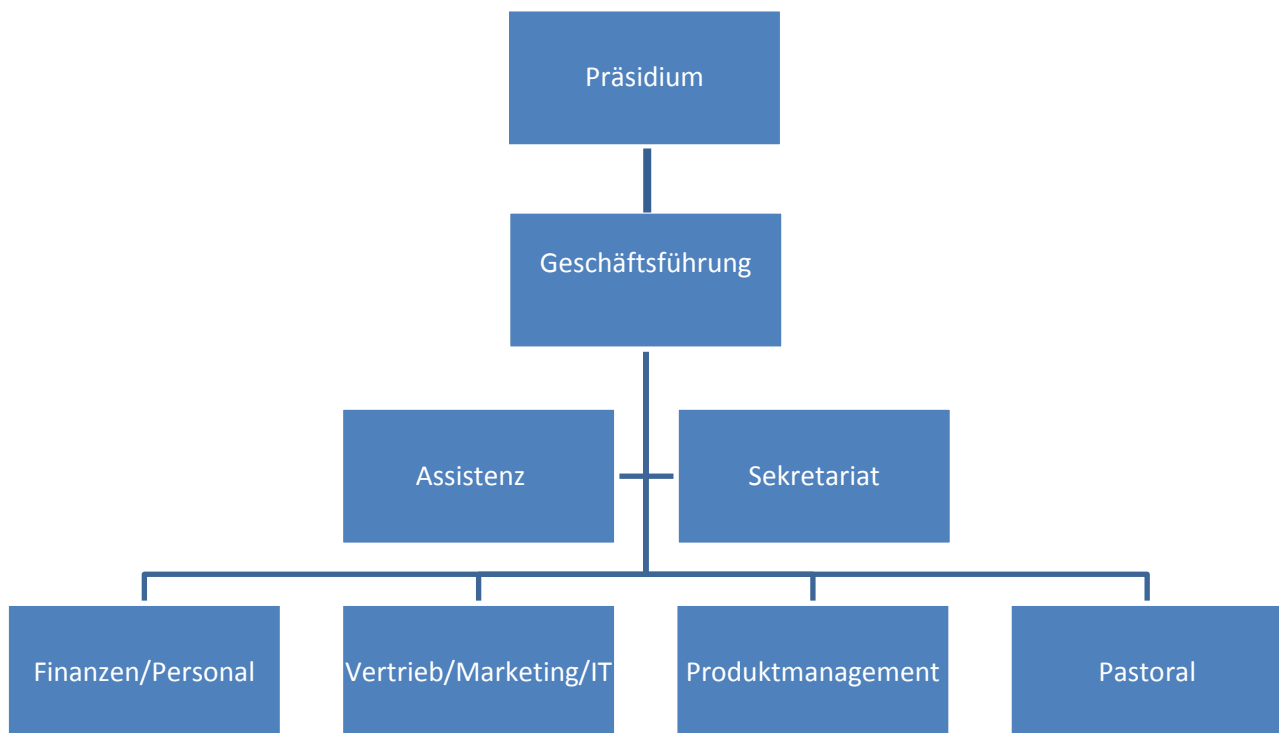 Präsidium
Geschäftsführung
Assistenz
Sekretariat
Finanzen/Personal
Vertrieb/Marketing/IT
Produktmanagement
Pastoral